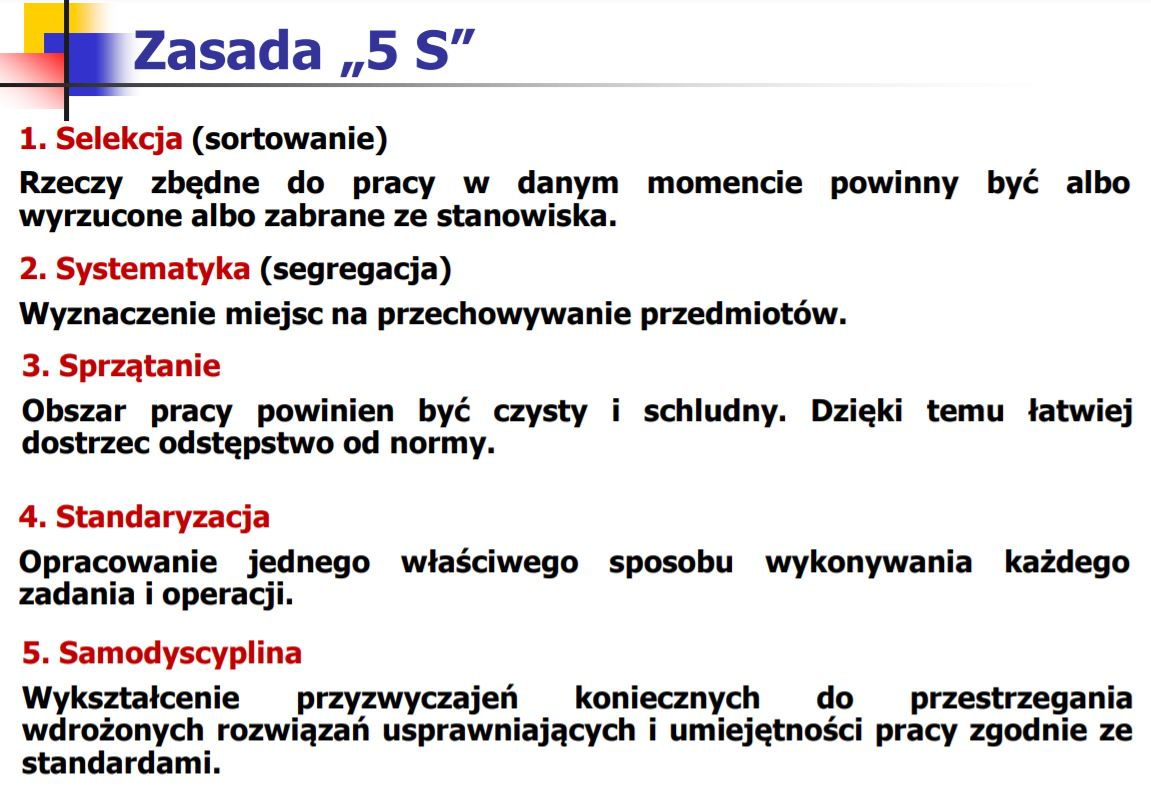 Zasada „5 S”
1. Selekcja (sortowanie)
Rzeczy zbędne do pracy w danym momencie powinny być albo
wyrzucone albo zabrane ze stanowiska.
2. Systematyka (segregacja)
Wyznaczenie miejsc na przechowywanie przedmiotów.
3. Sprzątanie
Obszar pracy powinien być czysty i schludny. Dzięki temu łatwiej
dostrzec odstępstwo od normy.
4. Standaryzacja
Opracowanie jednego właściwego sposobu wykonywania każdego
zadania i operacji.
5. Samodyscyplina
Wykształcenie przyzwyczajeń koniecznych do przestrzegania
wdrożonych rozwiązań usprawniających i umiejętności pracy zgodnie ze
standardami.